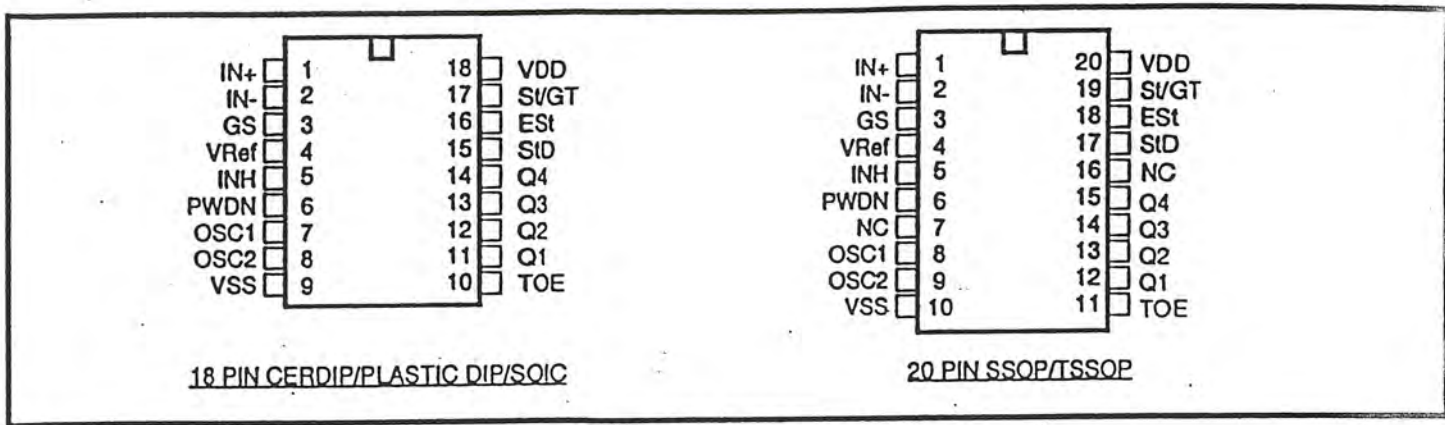 IN+ 1 18 VDD
IN- 2 17 St/GT
GS 3 16 ESt
VRef 4 15 StD
INH 5 14 Q4
PWDN 6 13 Q3
OSC1 7 12 Q2
OSC2 8 11 Q1
VSS 9 10 TOE
18 PIN CERDIP/PLASTIC DIP/SOIC
IN+ 1 20 VDD
IN- 2 19 St/GT
GS 3 18 ESt
VRef 4 17 StD
INH 5 16 NC
PWDN 6 15 Q4
NC 7 14 Q3
OSC1 8 13 Q2
OSC2 9 12 Q1
VSS 10 11 TOE
20 PIN SSOP/TSSOP